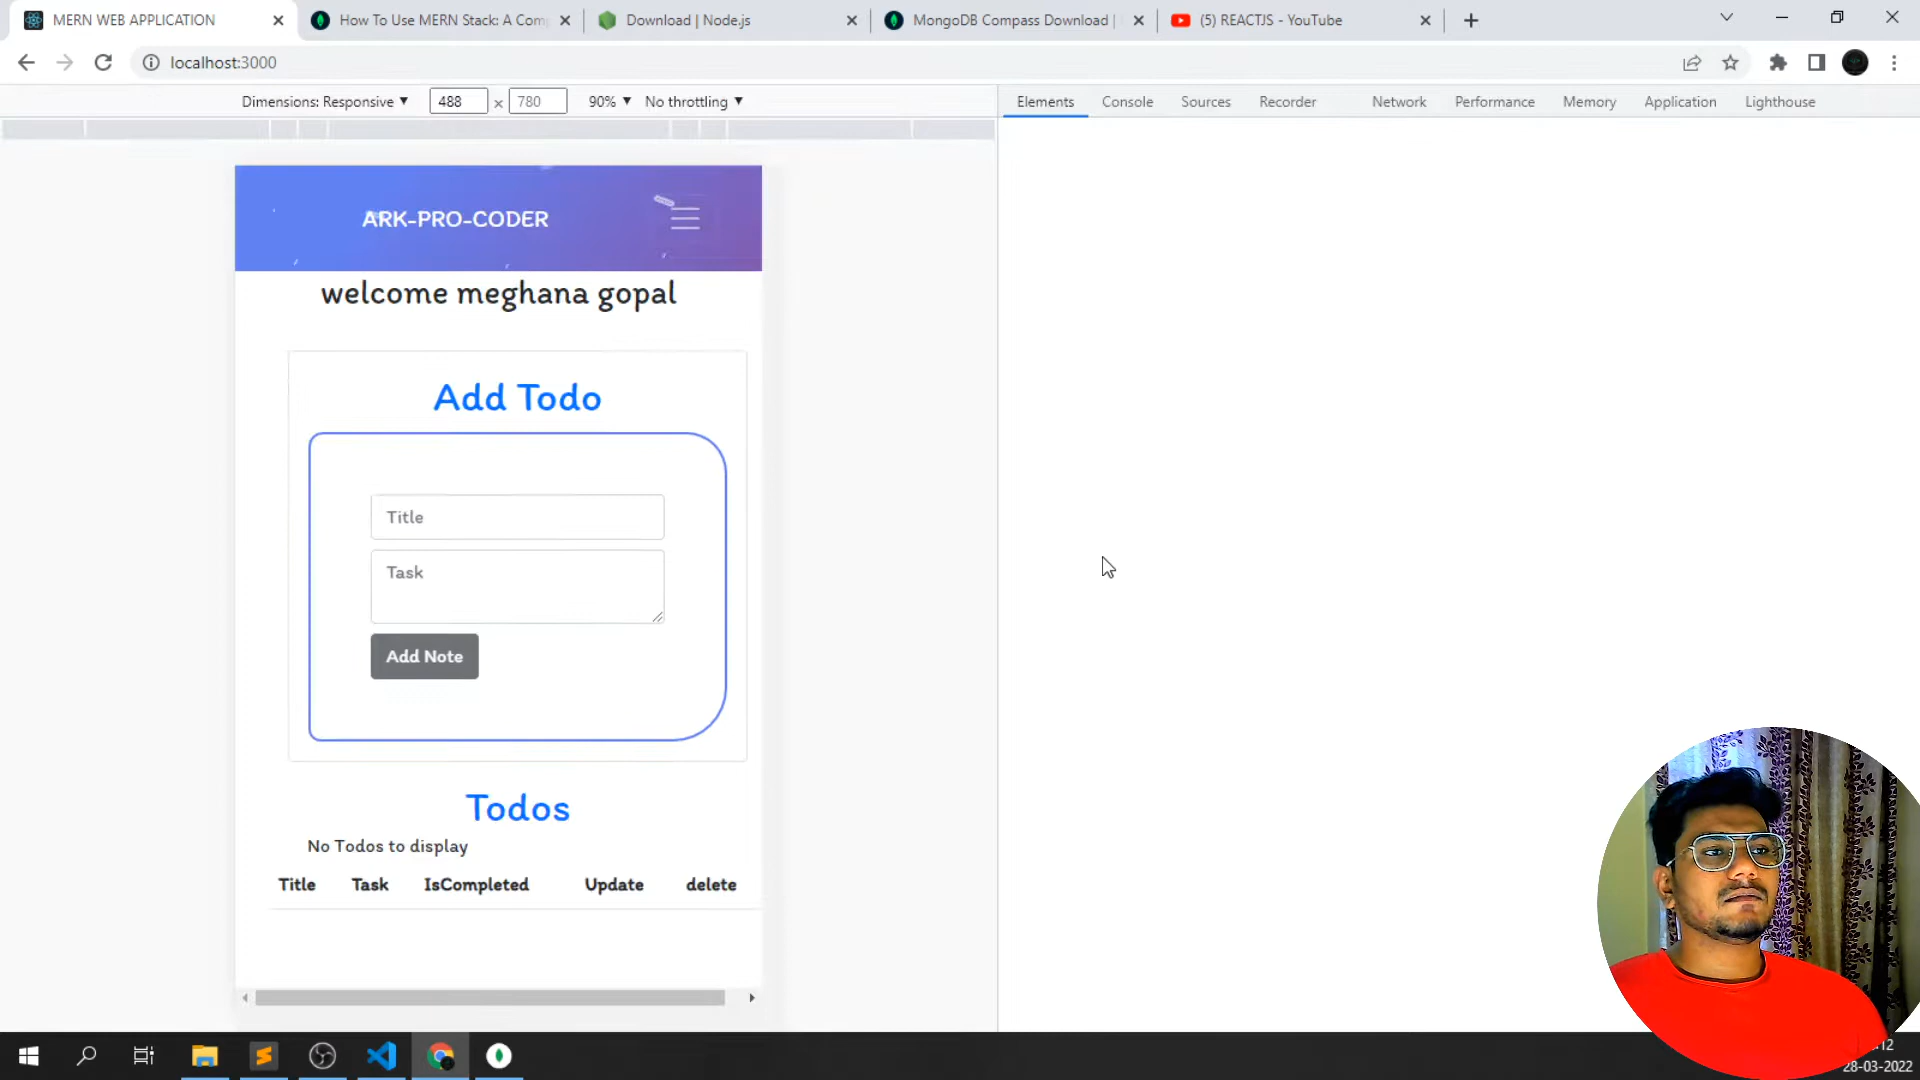 MERN WEB APPLICATION
How To Use MERN Stack: A Com
Download | Node.js
MongoDB Compass Download |
(5) REACTJS - YouTube
localhost:3000
Dimensions: Responsive
488 x 780
90%
No throttling
Elements
Console
Sources
Recorder
Network
Performance
Memory
Application
Lighthouse
ARK-PRO-CODER
welcome meghana gopal
Add Todo
Title
Task
Add Note
Todos
No Todos to display
Title Task IsCompleted Update delete
28-03-2022